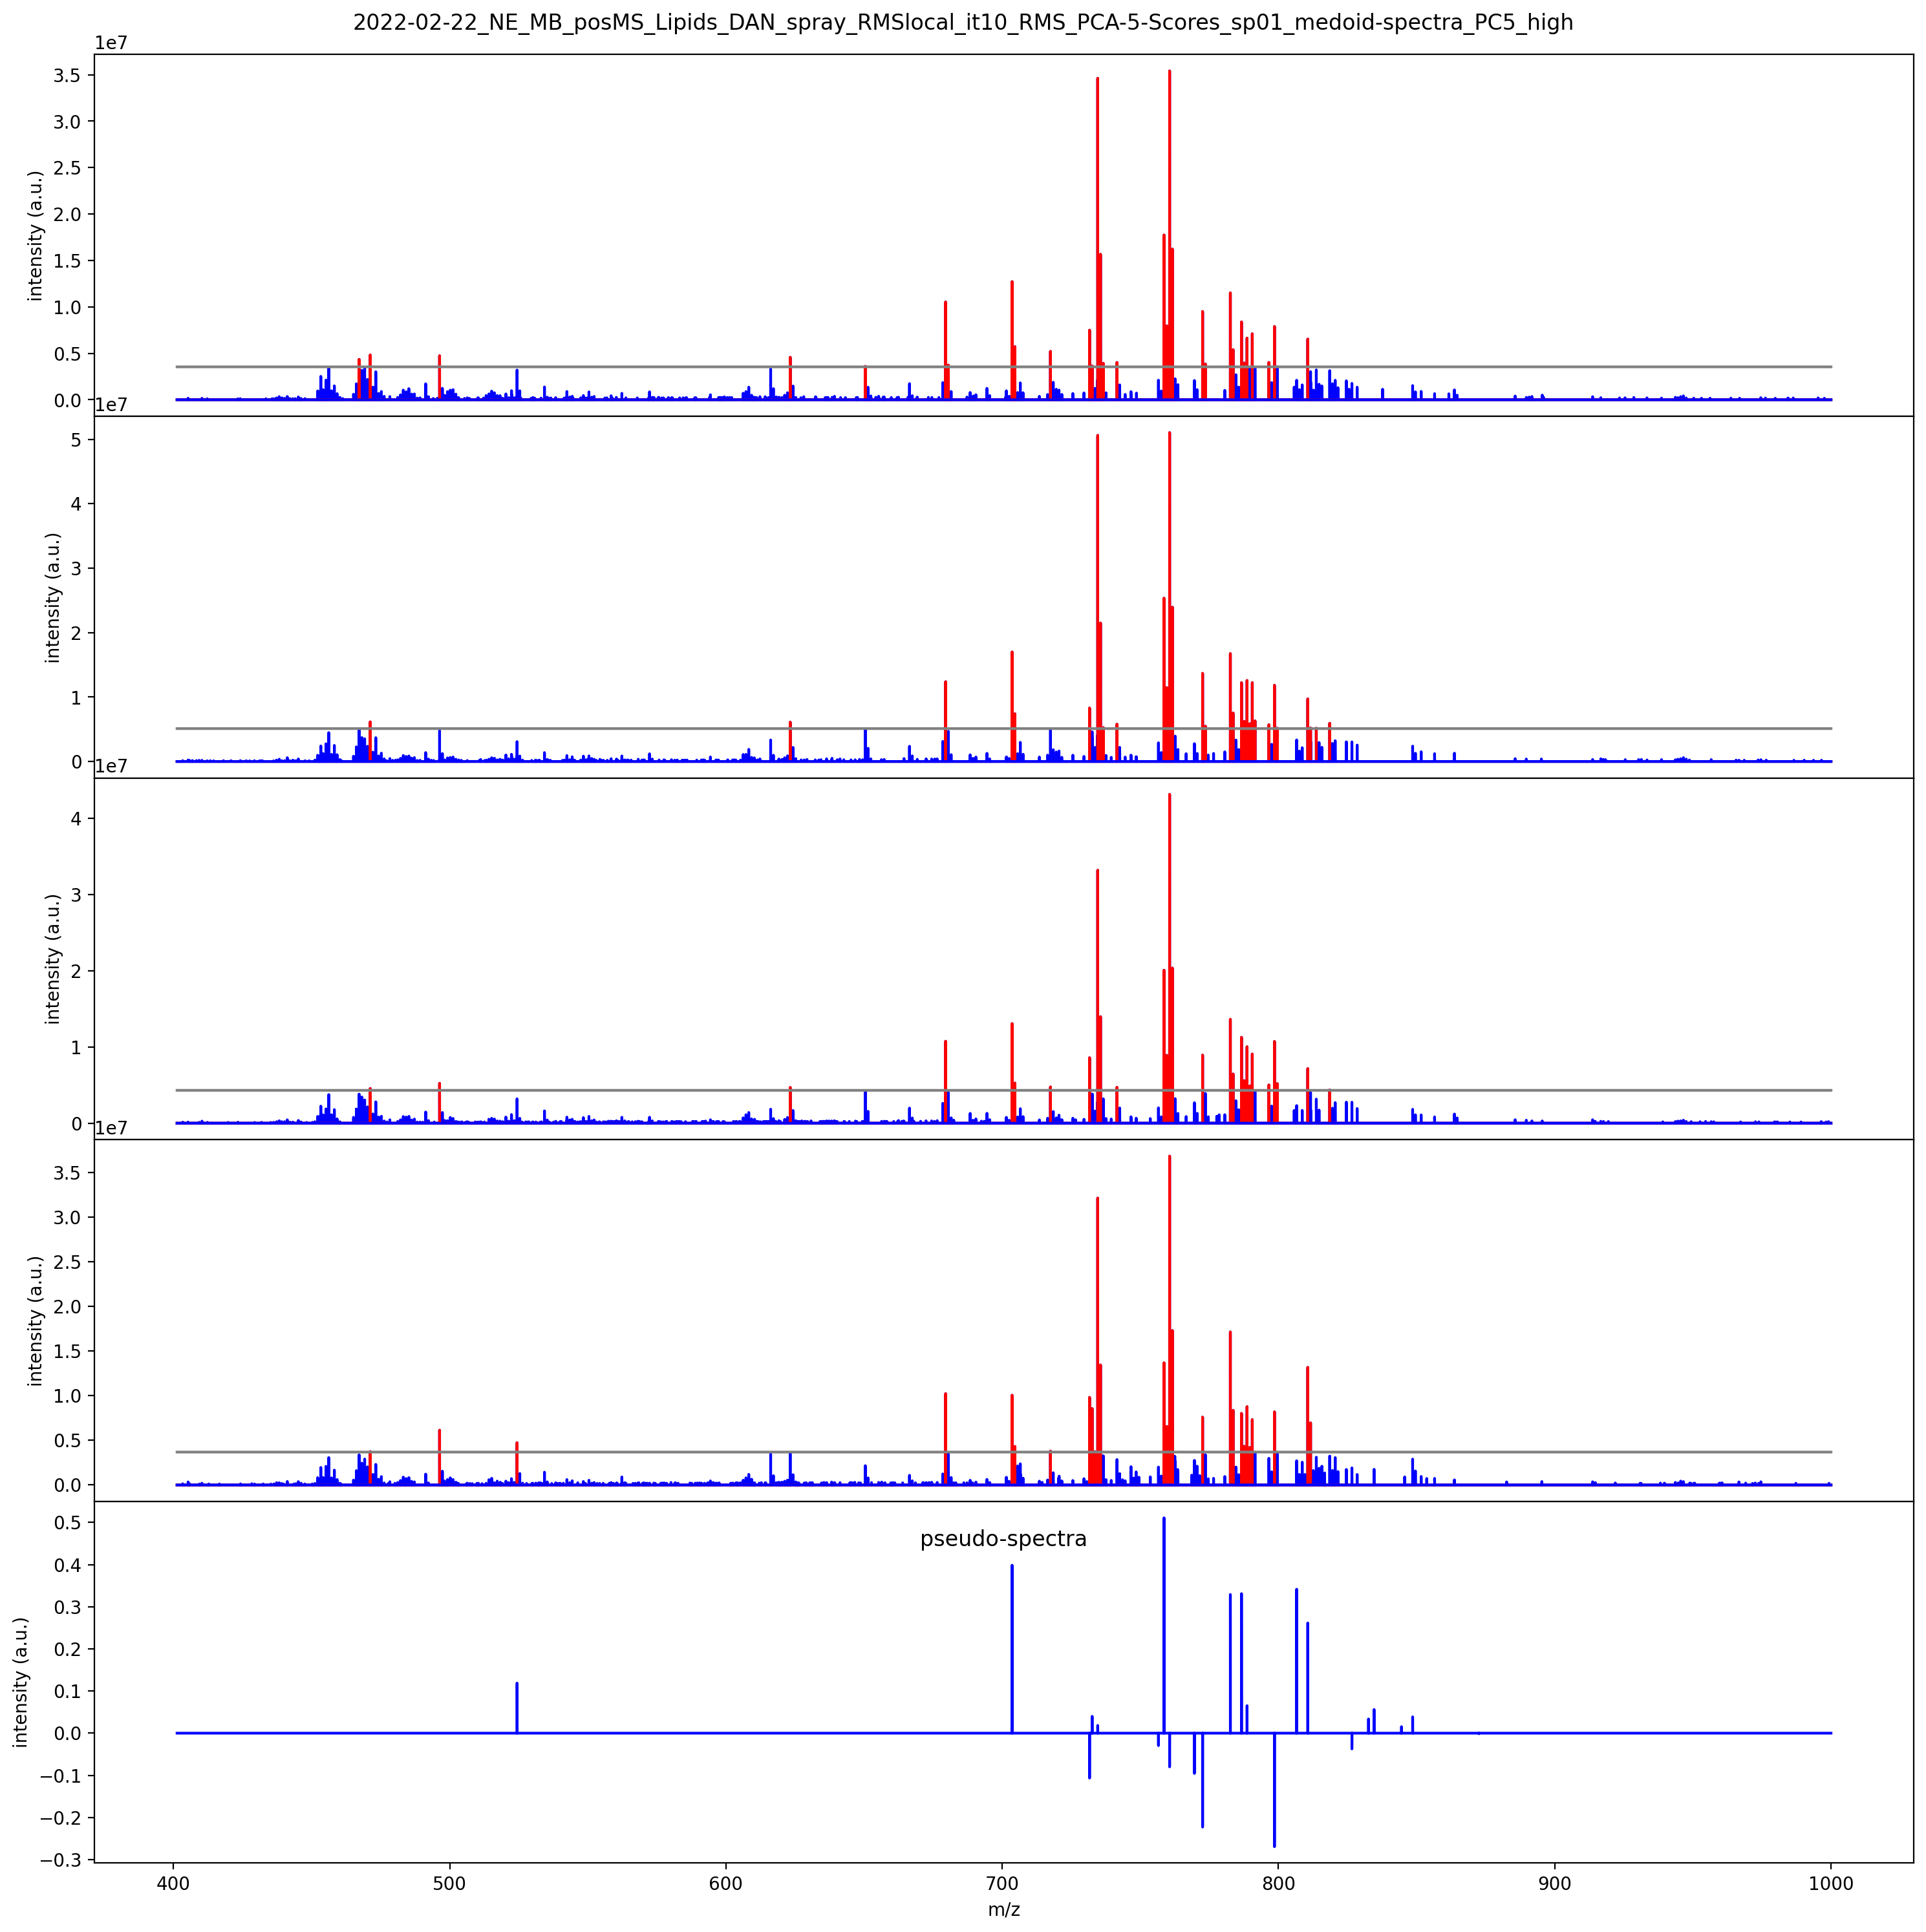 2022-02-22_NE_MB_posMS_Lipids_DAN_spray_RMSlocal_it10_RMS_PCA-5-Scores_sp01_medoid-spectra_PC5_high
1e7
3.5
3.0
2.5
2.0
1.5
1.0
0.5
0.0
intensity (a.u.)
1e7
5
4
3
2
1
0
intensity (a.u.)
1e7
4
3
2
1
0
intensity (a.u.)
1e7
3.5
3.0
2.5
2.0
1.5
1.0
0.5
0.0
intensity (a.u.)
pseudo-spectra
0.5
0.4
0.3
0.2
0.1
0.0
−0.1
−0.2
−0.3
intensity (a.u.)
400 500 600 700 800 900 1000
m/z